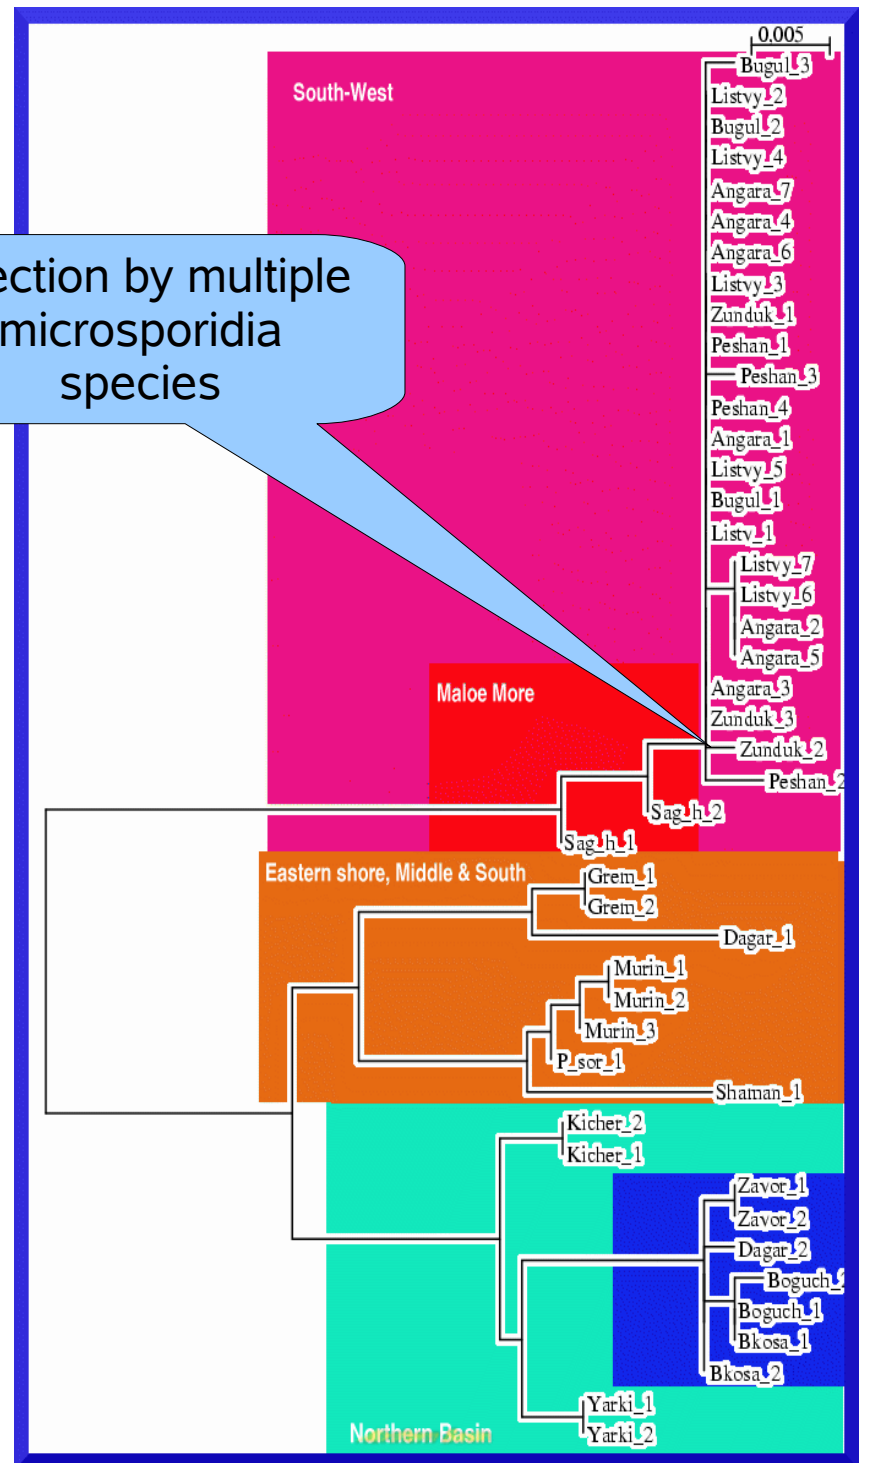 0,005
South-West
Bugul_3
Listvy_2
Bugul_2
Listvy_4
Angara_7
Angara_4
Angara_6
Listvy_3
Zunduk_1
Peshan_1
Peshan_3
Peshan_4
Angara_1
Listvy_5
Bugul_1
Listv_1
Listvy_7
Listvy_6
Angara_2
Angara_5
Angara_3
Zunduk_3
Zunduk_2
Peshan_2
ection by multiple
microsporidia
species
Maloe More
Sag_h_2
Sag_h_1
Eastern shore, Middle & South
Grem_1
Grem_2
Dagar_1
Murin_1
Murin_2
Murin_3
P_sor_1
Shaman_1
Kicher_2
Kicher_1
Zavor_1
Zavor_2
Dagar_2
Boguch_2
Boguch_1
Bkosa_1
Bkosa_2
Yarki_1
Yarki_2
Northern Basin